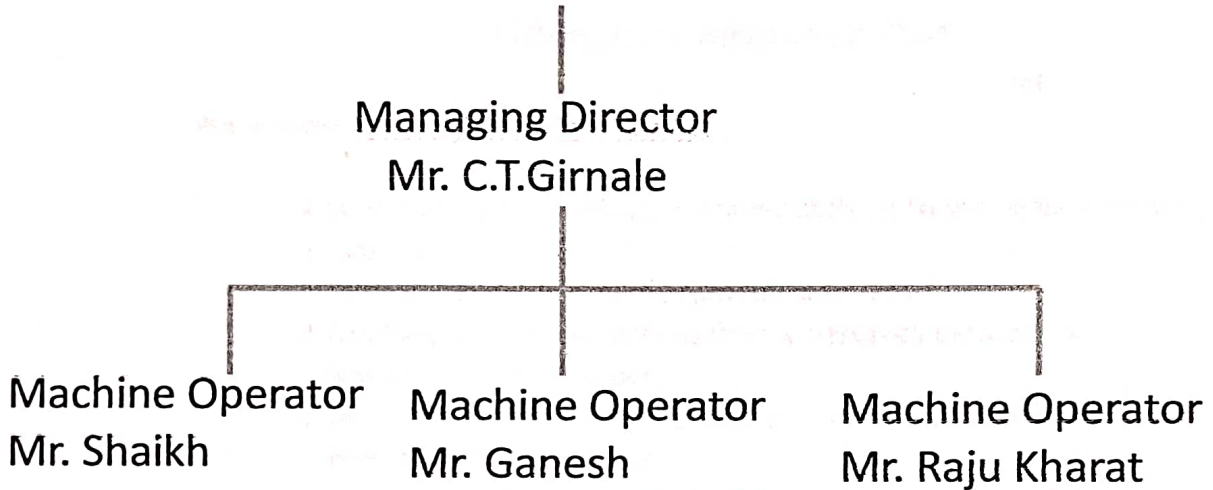 Managing Director
Mr. C.T.Girnale
Machine Operator
Mr. Shaikh
Machine Operator
Mr. Ganesh
Machine Operator
Mr. Raju Kharat